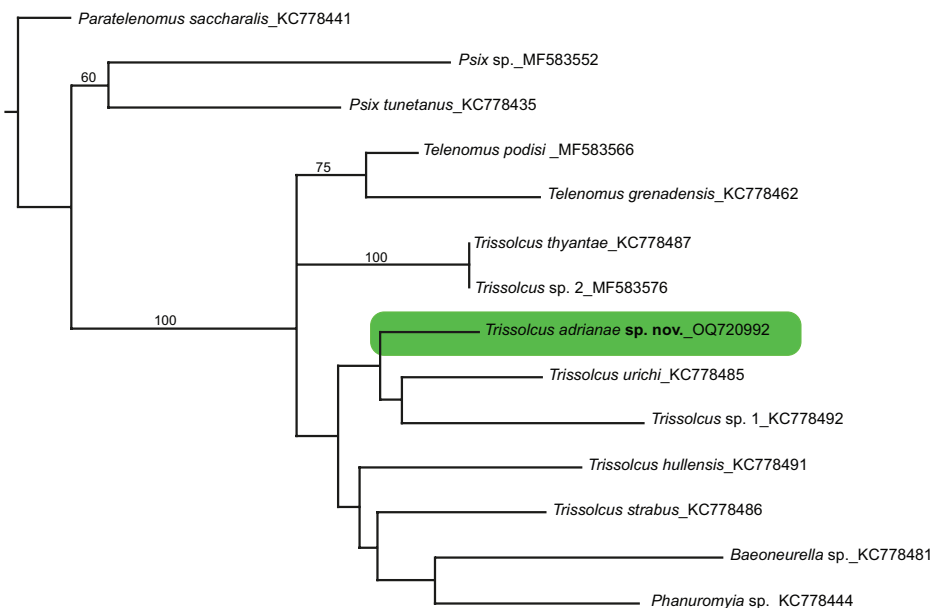 Paratelenomus saccharalis_KC778441
Psix sp._MF583552
60
Psix tunetanus_KC778435
Telenomus podisi _MF583566
75
Telenomus grenadensis_KC778462
Trissolcus thyantae_KC778487
100
Trissolcus sp. 2_MF583576
100
Trissolcus adrianae sp. nov._OQ720992
Trissolcus urichi_KC778485
Trissolcus sp. 1_KC778492
Trissolcus hullensis_KC778491
Trissolcus strabus_KC778486
Baeoneurella sp._KC778481
Phanuromyia sp. KC778444